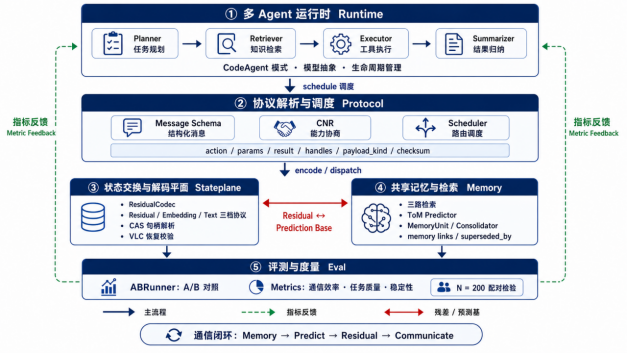 ① 多 Agent 运行时 Runtime
Planner
任务规划
Retriever
知识检索
Executor
工具执行
Summarizer
结果归纳
CodeAgent 模式 · 模型抽象 · 生命周期管理
schedule 调度
② 协议解析与调度 Protocol
Message Schema
结构化消息
CNR
能力协商
Scheduler
路由调度
action / params / result / handles / payload_kind / checksum
指标反馈
Metric Feedback
指标反馈
Metric Feedback
encode / dispatch
③ 状态交换与解码平面 Stateplane
• ResidualCodec
• Residual / Embedding / Text 三档协议
• CAS 句柄解析
• VLC 恢复校验
Residual ↔
Prediction Base
④ 共享记忆与检索 Memory
• 三路检索
• ToM Predictor
• MemoryUnit / Consolidator
• memory links / superseded_by
⑤ 评测与度量 Eval
ABRunner: A/B 对照
Metrics: 通信效率 · 任务质量 · 稳定性
N = 200 配对检验
主流程
指标反馈
残差 / 预测基
通信闭环: Memory → Predict → Residual → Communicate